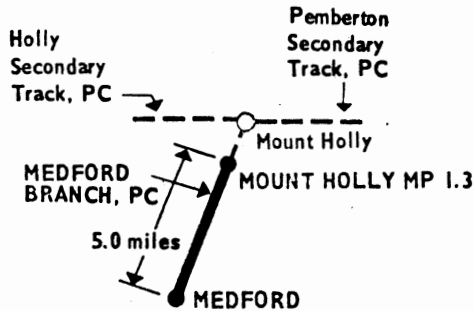 Holly
Secondary
Track, PC
Pemberton
Secondary
Track, PC
Mount Holly
MEDFORD
BRANCH, PC
MOUNT HOLLY MP 1.3
5.0 miles
MEDFORD